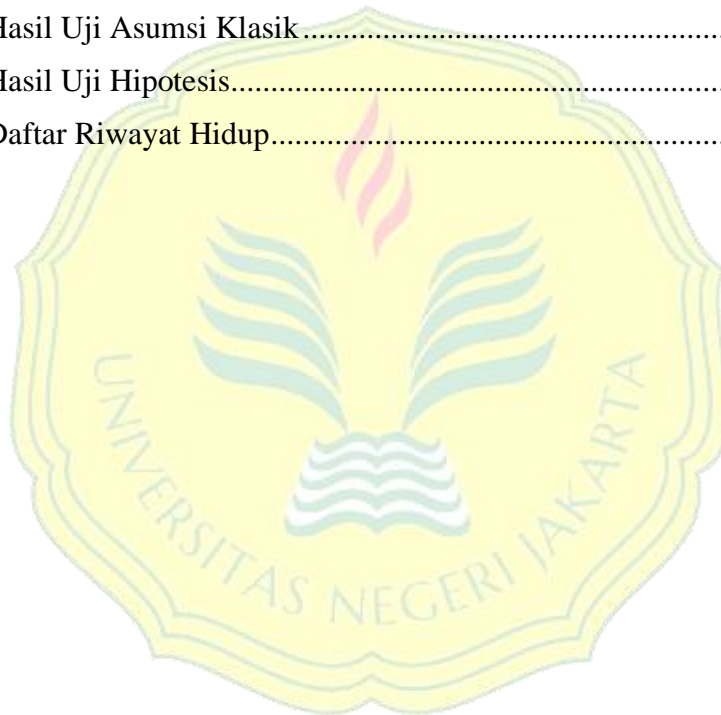 Hasil Uji Asumsi Klasik........................................................
Hasil Uji Hipotesis.................................................................
Daftar Riwayat Hidup..........................................................
UNIVERSITAS NEGERI JAKARTA